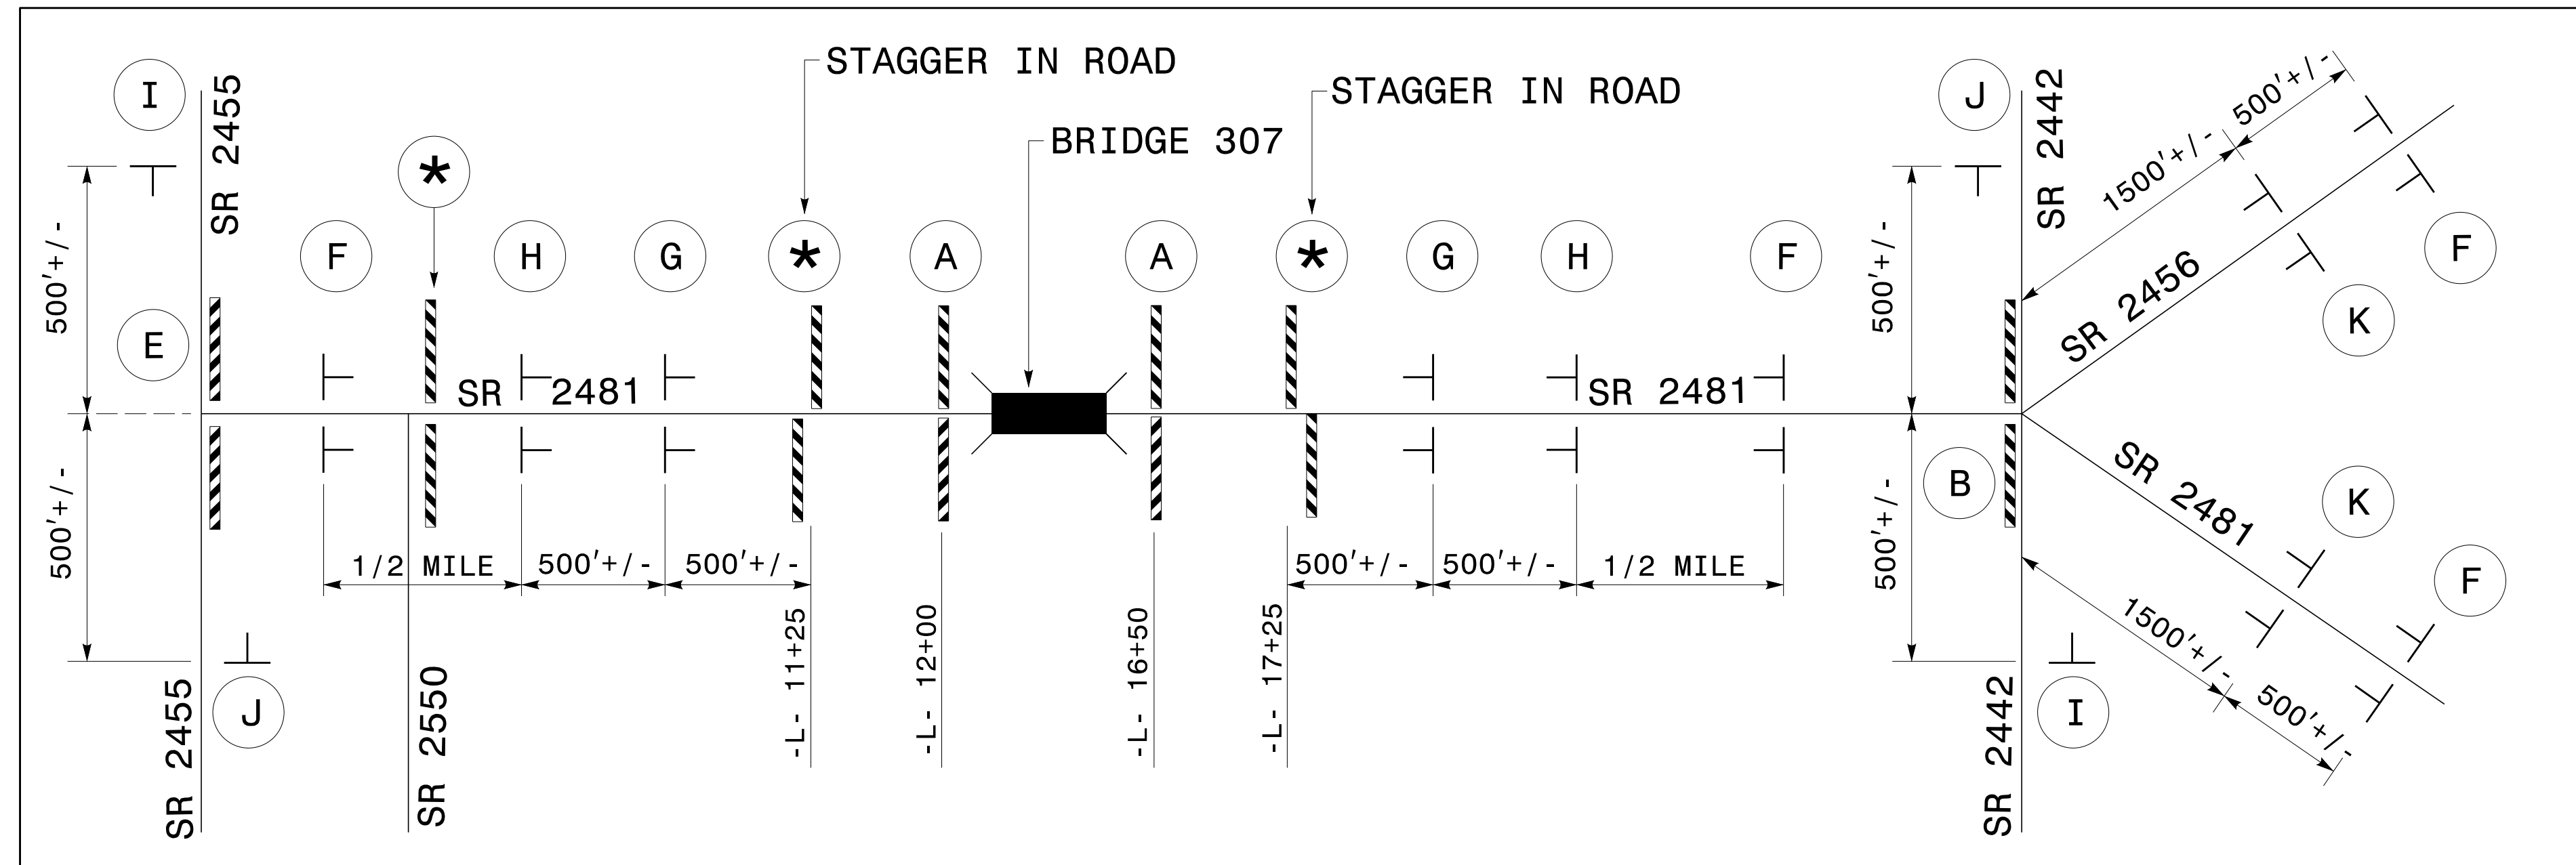 STAGGER IN ROAD
STAGGER IN ROAD
BRIDGE 307
I
SR 2455
*
J
SR 2442
500'+/-
1500'+/-
500'+/-
F
H
G
*
A
A
*
G
H
F
F
500'+/-
E
SR 2481
SR 2481
SR 2456
K
500'+/-
500'+/-
B
SR 2481
K
F
1/2 MILE
500'+/-
500'+/-
500'+/-
500'+/-
1/2 MILE
500'+/-
1500'+/-
500'+/-
-L- 11+25
-L- 12+00
-L- 16+50
-L- 17+25
J
I
SR 2455
SR 2550
SR 2442